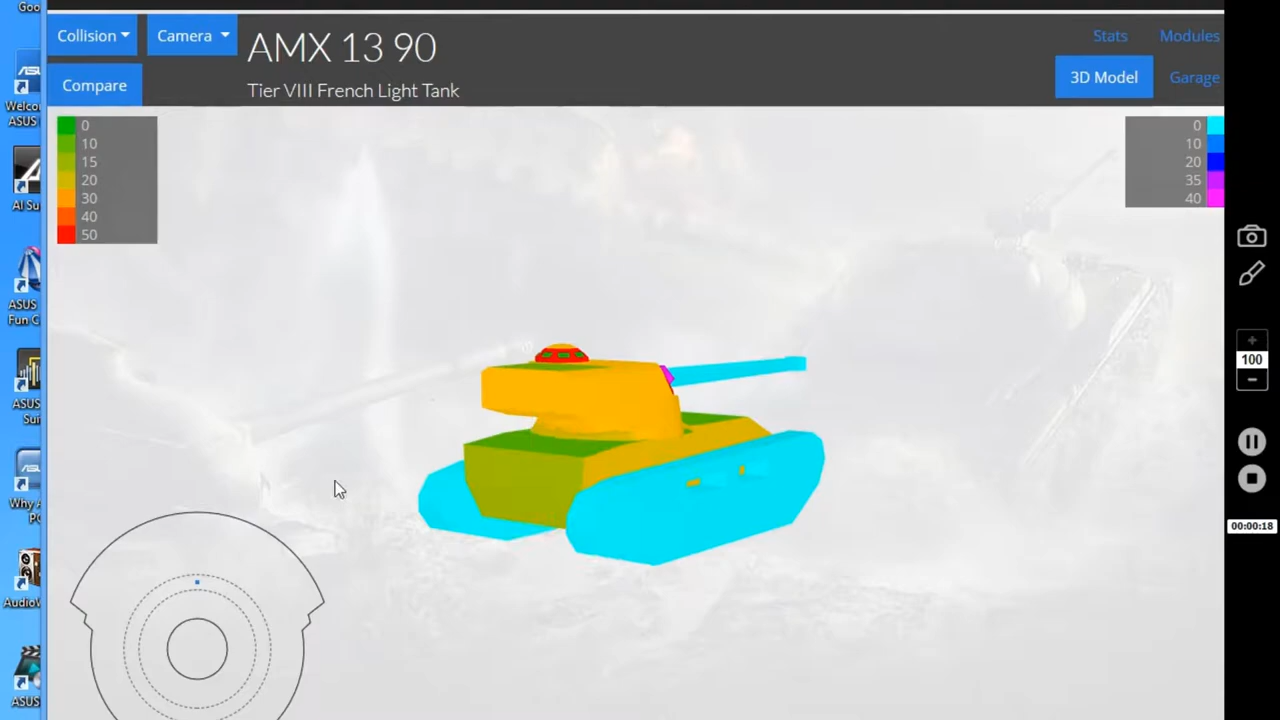 Goo
Collision
Camera
AMX 13 90
Stats
Modules
Compare
Tier VIII French Light Tank
3D Model
Garage
Welco
ASUS
AI Su
ASUS
Fun C
ASUS
Sui
Why A
PC
AudioW
ASUS
0
10
15
20
30
40
50
0
10
20
35
40
100
00:00:18